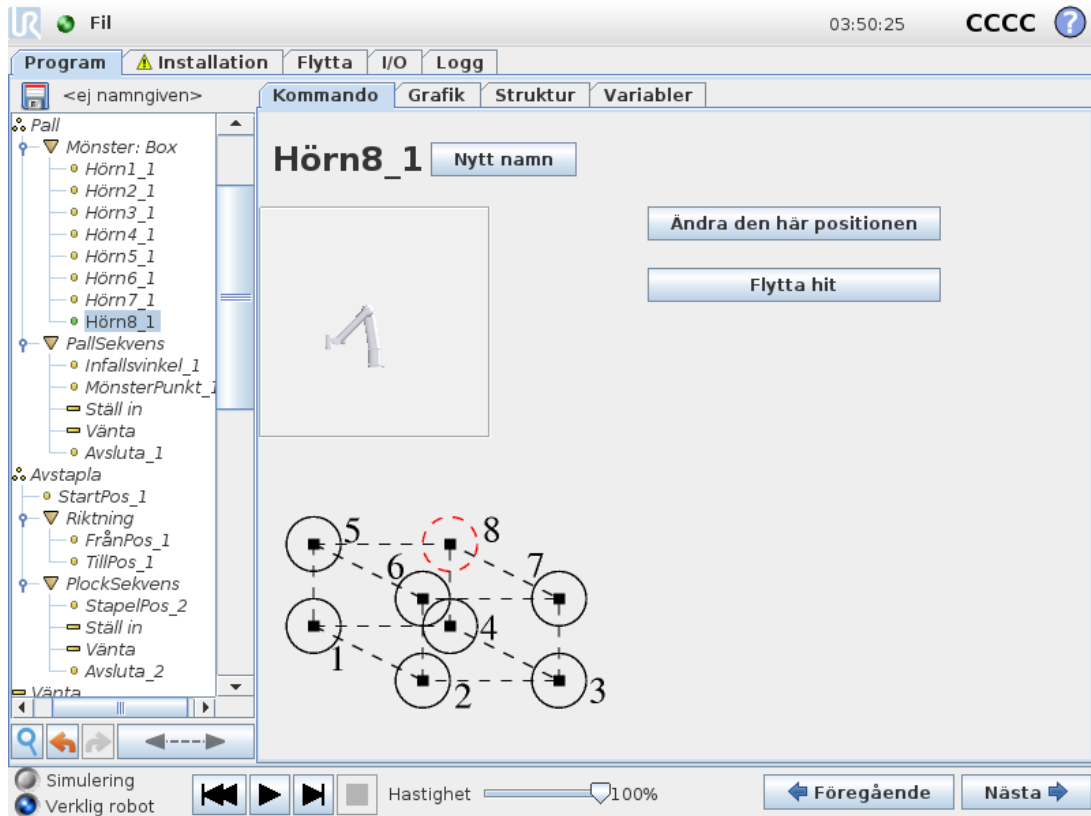 UR Fil 03:50:25 CCCC ?
Program Installation Flytta I/O Logg
<ej namngiven>
Kommando Grafik Struktur Variabler
Pall
Mönster: Box
Hörn1_1
Hörn2_1
Hörn3_1
Hörn4_1
Hörn5_1
Hörn6_1
Hörn7_1
Hörn8_1
PallSekvens
Infallsvinkel_1
MönsterPunkt_1
Ställ in
Vänta
Avsluta_1
Avstapla
StartPos_1
Riktning
FrånPos_1
TillPos_1
PlockSekvens
StapelPos_2
Ställ in
Vänta
Avsluta_2
Vänta
Hörn8_1 Nytt namn
Ändra den här positionen
Flytta hit
5 8
6 7
1 4
2 3
Simulering
Verklig robot
Hastighet 100%
Föregående Nästa